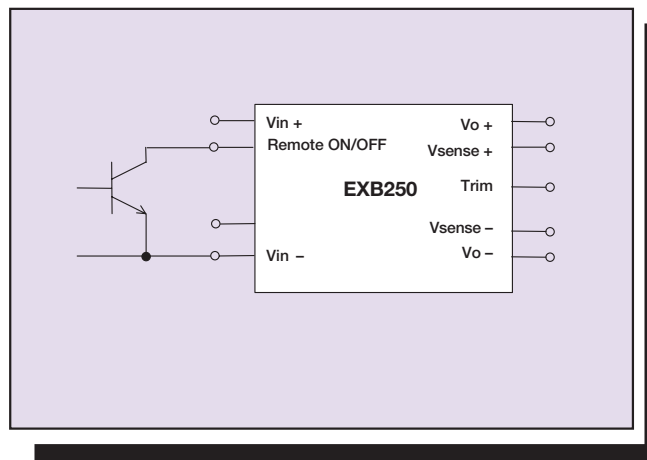 Vin +
Remote ON/OFF
EXB250
Vin –
Vo +
Vsense +
Trim
Vsense –
Vo –